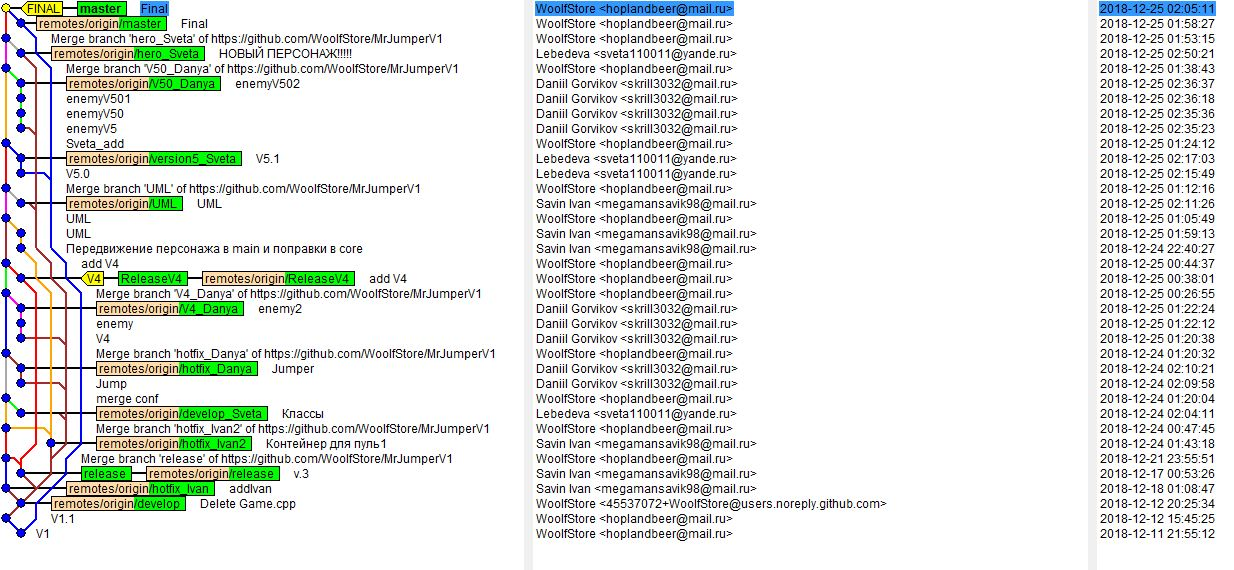 FINAL master Final WoolfStore <hoplandbeer@mail.ru> 2018-12-25 02:05:11
remotes/origin/master Final WoolfStore <hoplandbeer@mail.ru> 2018-12-25 01:58:27
Merge branch 'hero_Sveta' of https://github.com/WoolfStore/MrJumperV1 WoolfStore <hoplandbeer@mail.ru> 2018-12-25 01:53:15
remotes/origin/hero_Sveta НОВЫЙ ПЕРСОНАЖ!!!!! Lebedeva <sveta110011@yande.ru> 2018-12-25 02:50:21
Merge branch 'V50_Danya' of https://github.com/WoolfStore/MrJumperV1 WoolfStore <hoplandbeer@mail.ru> 2018-12-25 01:38:43
remotes/origin/V50_Danya enemyV502 Daniil Gorvikov <skrill3032@mail.ru> 2018-12-25 02:36:37
enemyV501 Daniil Gorvikov <skrill3032@mail.ru> 2018-12-25 02:36:18
enemyV50 Daniil Gorvikov <skrill3032@mail.ru> 2018-12-25 02:35:36
enemyV5 Daniil Gorvikov <skrill3032@mail.ru> 2018-12-25 02:35:23
Sveta_add WoolfStore <hoplandbeer@mail.ru> 2018-12-25 01:24:12
remotes/origin/version5_Sveta V5.1 Lebedeva <sveta110011@yande.ru> 2018-12-25 02:17:03
V5.0 Lebedeva <sveta110011@yande.ru> 2018-12-25 02:15:49
Merge branch 'UML' of https://github.com/WoolfStore/MrJumperV1 WoolfStore <hoplandbeer@mail.ru> 2018-12-25 01:12:16
remotes/origin/UML UML Savin Ivan <megamansavik98@mail.ru> 2018-12-25 02:11:26
UML WoolfStore <hoplandbeer@mail.ru> 2018-12-25 01:05:49
UML Savin Ivan <megamansavik98@mail.ru> 2018-12-25 01:59:13
Передвижение персонажа в main и поправки в core Savin Ivan <megamansavik98@mail.ru> 2018-12-24 22:40:27
add V4 WoolfStore <hoplandbeer@mail.ru> 2018-12-25 00:44:37
V4 ReleaseV4 remotes/origin/ReleaseV4 add V4 WoolfStore <hoplandbeer@mail.ru> 2018-12-25 00:38:01
Merge branch 'V4_Danya' of https://github.com/WoolfStore/MrJumperV1 WoolfStore <hoplandbeer@mail.ru> 2018-12-25 00:26:55
remotes/origin/V4_Danya enemy2 Daniil Gorvikov <skrill3032@mail.ru> 2018-12-25 01:22:24
enemy Daniil Gorvikov <skrill3032@mail.ru> 2018-12-25 01:22:12
V4 Daniil Gorvikov <skrill3032@mail.ru> 2018-12-25 01:20:38
Merge branch 'hotfix_Danya' of https://github.com/WoolfStore/MrJumperV1 WoolfStore <hoplandbeer@mail.ru> 2018-12-24 01:20:32
remotes/origin/hotfix_Danya Jumper Daniil Gorvikov <skrill3032@mail.ru> 2018-12-24 02:10:21
Jump Daniil Gorvikov <skrill3032@mail.ru> 2018-12-24 02:09:58
merge conf WoolfStore <hoplandbeer@mail.ru> 2018-12-24 01:20:04
remotes/origin/develop_Sveta Классы Lebedeva <sveta110011@yande.ru> 2018-12-24 02:04:11
Merge branch 'hotfix_Ivan2' of https://github.com/WoolfStore/MrJumperV1 WoolfStore <hoplandbeer@mail.ru> 2018-12-24 00:47:45
remotes/origin/hotfix_Ivan2 Контейнер для пуль1 Savin Ivan <megamansavik98@mail.ru> 2018-12-24 01:43:18
Merge branch 'release' of https://github.com/WoolfStore/MrJumperV1 WoolfStore <hoplandbeer@mail.ru> 2018-12-21 23:55:51
release remotes/origin/release v.3 Savin Ivan <megamansavik98@mail.ru> 2018-12-17 00:53:26
remotes/origin/hotfix_Ivan addIvan Savin Ivan <megamansavik98@mail.ru> 2018-12-18 01:08:47
remotes/origin/develop Delete Game.cpp WoolfStore <45537072+WoolfStore@users.noreply.github.com> 2018-12-12 20:25:34
V1.1 WoolfStore <hoplandbeer@mail.ru> 2018-12-12 15:45:25
V1 WoolfStore <hoplandbeer@mail.ru> 2018-12-11 21:55:12